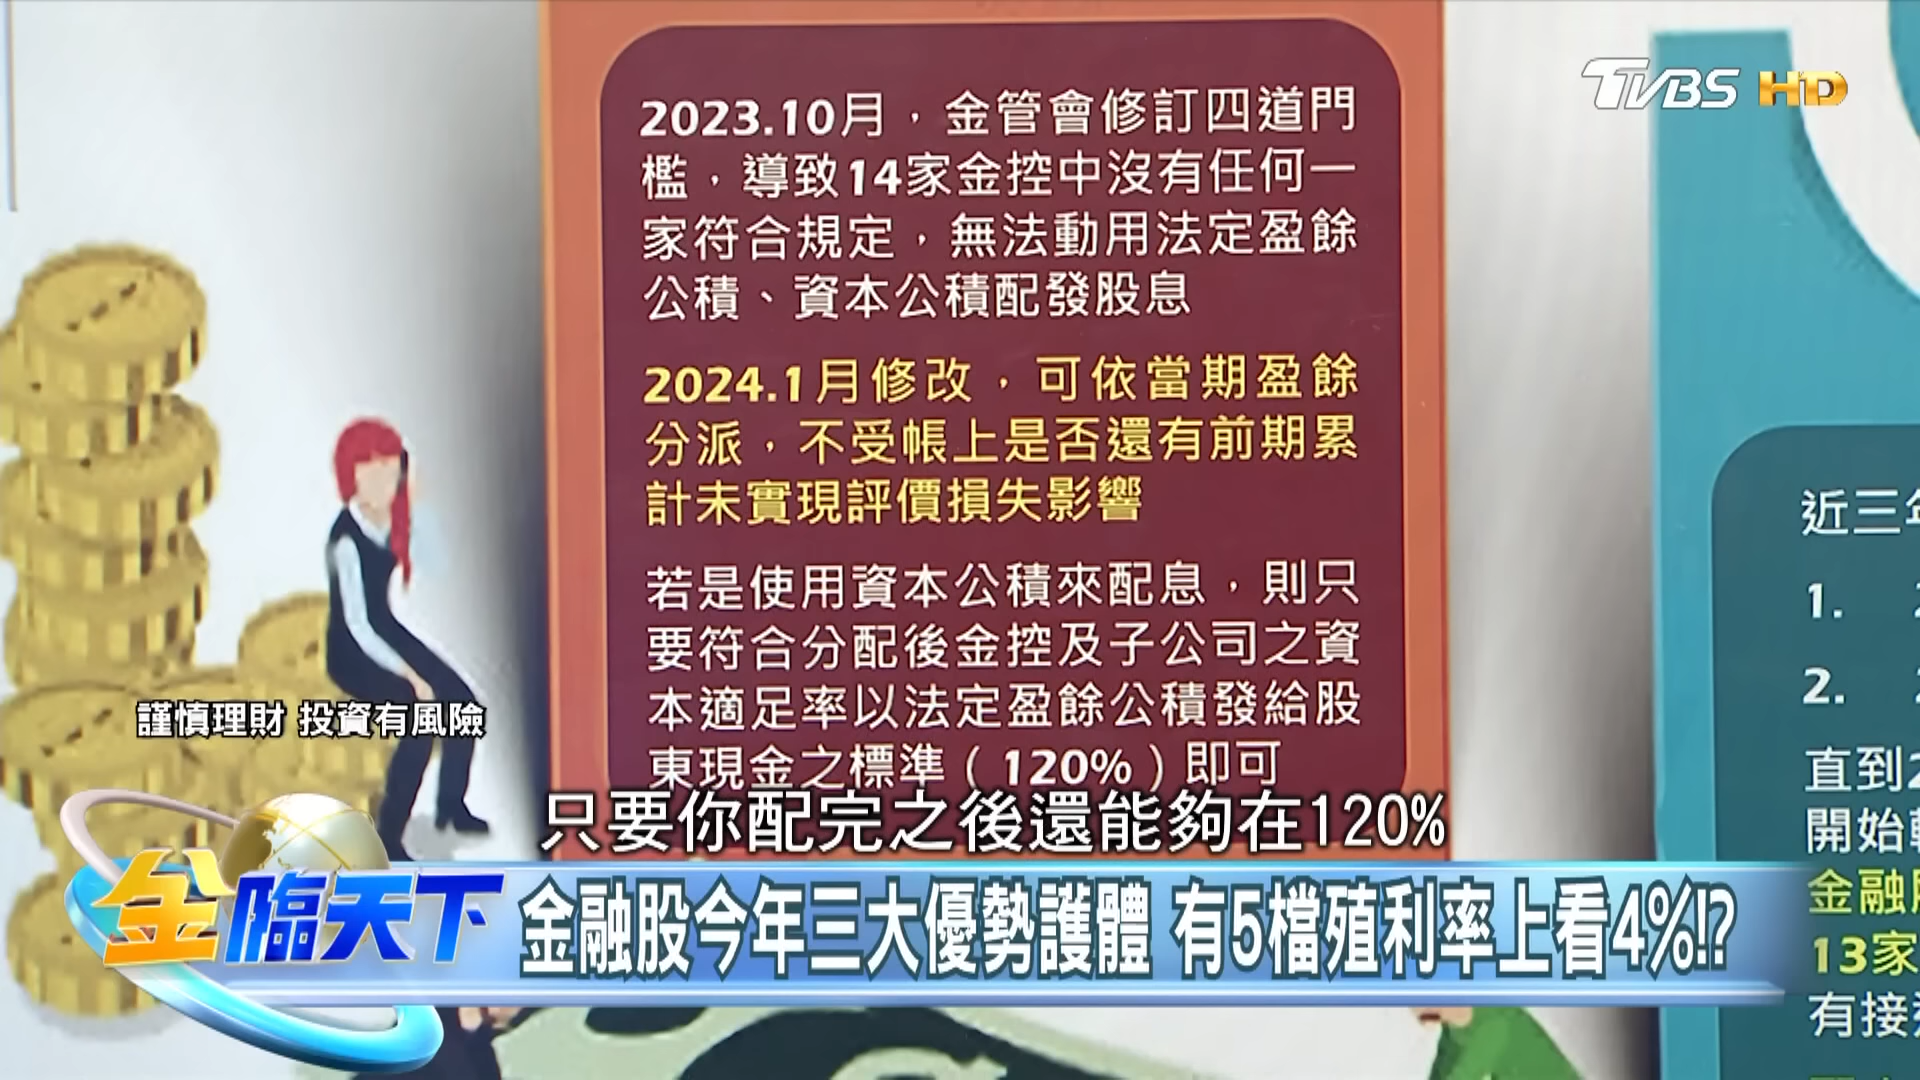 TVBS HD
2023.10月，金管會修訂四道門
檻，導致14家金控中沒有任何一
家符合規定，無法動用法定盈餘
公積、資本公積配發股息
2024.1月修改，可依當期盈餘
分派，不受帳上是否還有前期累
計未實現評價損失影響
若是使用資本公積來配息，則只
要符合分配後金控及子公司之資
本適足率以法定盈餘公積發給股
東現金之標準（120%）即可
近三年
1.
2.
直到2
開始
金融
13家
有接
謹慎理財 投資有風險
只要你配完之後還能夠在120%
金臨天下
金融股今年三大優勢護體 有5檔殖利率上看4%!?